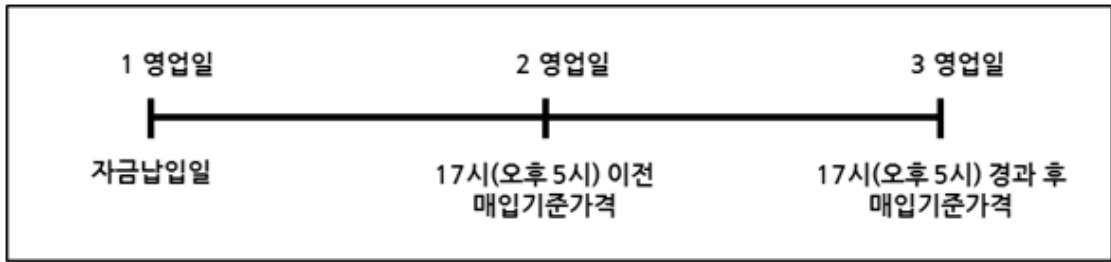 1 영업일
2 영업일
3 영업일
자금납입일
17시(오후 5시) 이전
매입기준가격
17시(오후 5시) 경과 후
매입기준가격